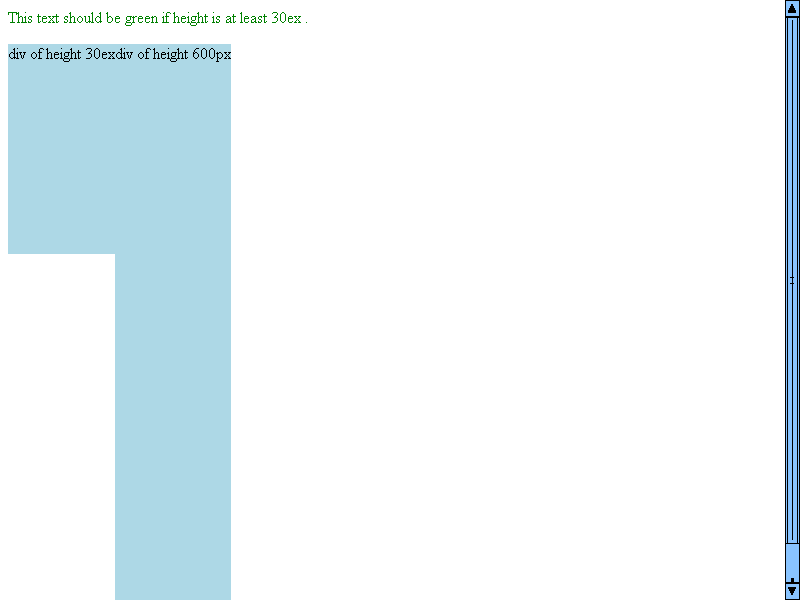 This text should be green if height is at least 30ex .
div of height 30exdiv of height 600px